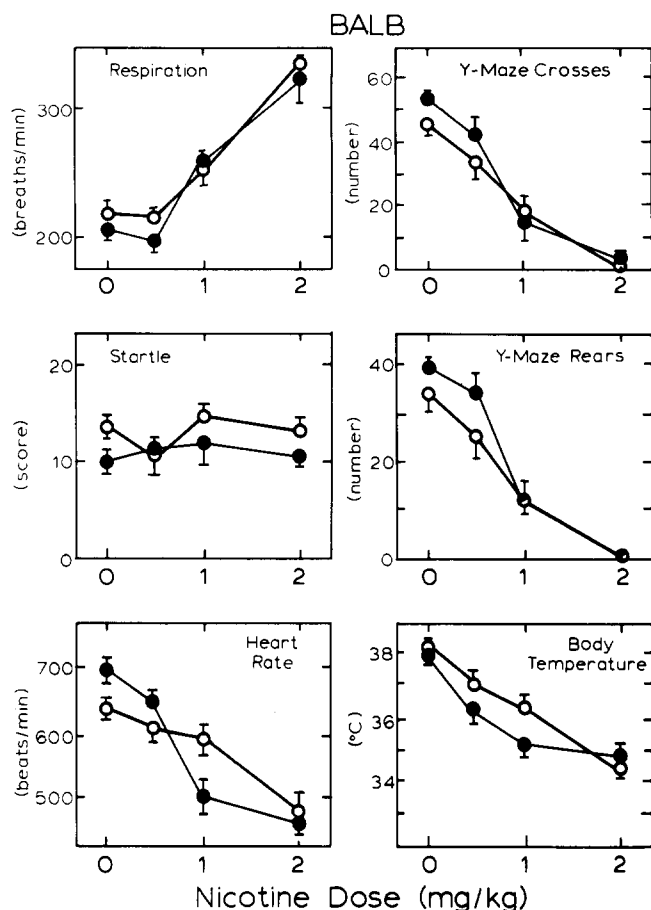 BALB
Respiration
300
200
(breaths/min)
0 1 2
Y-Maze Crosses
60
40
20
0
(number)
0 1 2
Startle
20
10
0
(score)
0 1 2
Y-Maze Rears
40
20
0
(number)
0 1 2
Heart
Rate
700
600
500
(beats/min)
0 1 2
Body
Temperature
38
36
34
(°C)
0 1 2
Nicotine Dose (mg/kg)